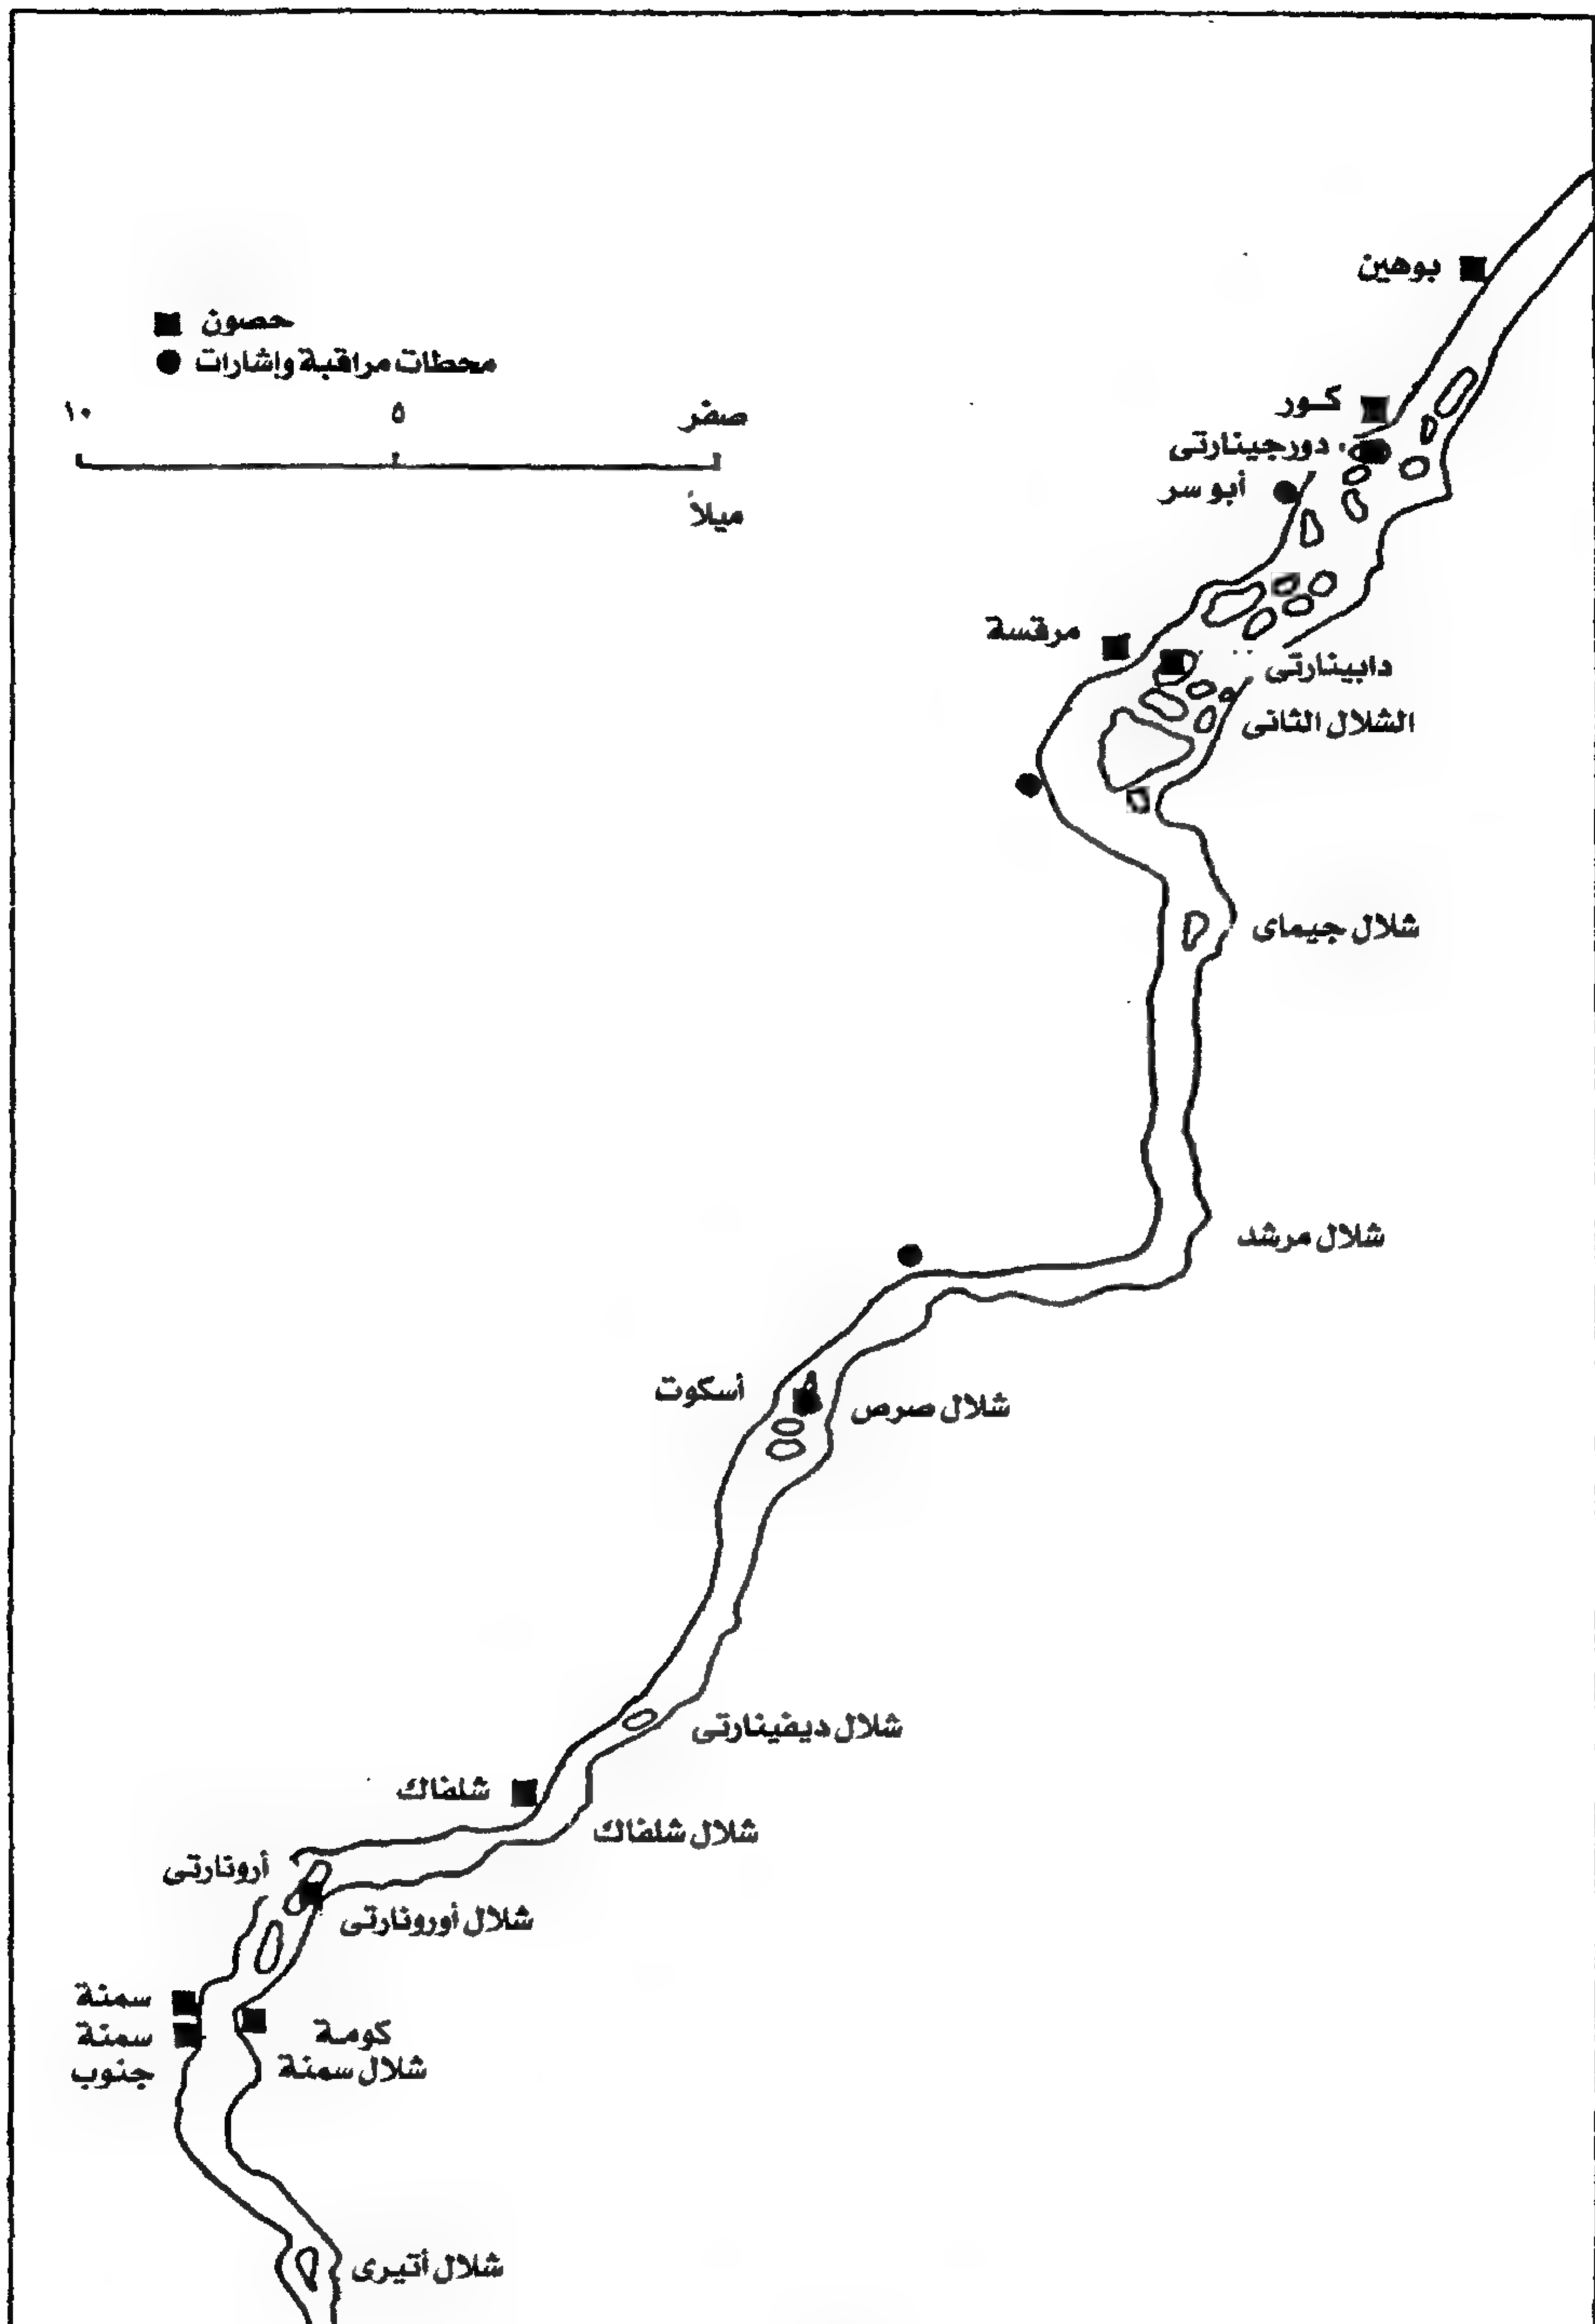 حصون
محطات مراقبة وإشارات
١٠ ٥ صفر
ميلاً
بوهين
كور
دورجينارتى
أبو سر
مرقسة
دابينارتى
الشلال الثانى
شلال جيماى
شلال مرشد
أسكوت
شلال صرص
شلال ديفينارتى
شلفاك
شلال شلفاك
أرونارتى
شلال أورونارتى
سمنة
سمنة
جنوب
كومة
شلال سمنة
شلال أتيرى